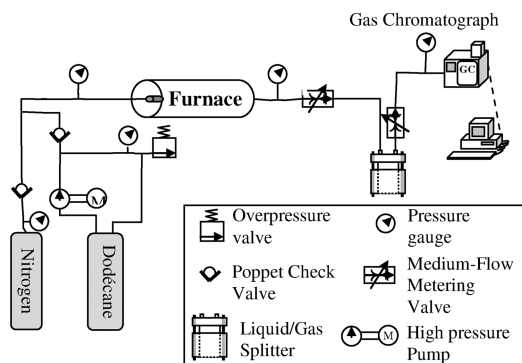 Gas Chromatograph
GC
Furnace
M
Nitrogen
Dodécane
Overpressure
valve
Pressure
gauge
Poppet Check
Valve
Medium-Flow
Metering
Valve
Liquid/Gas
Splitter
M
High pressure
Pump